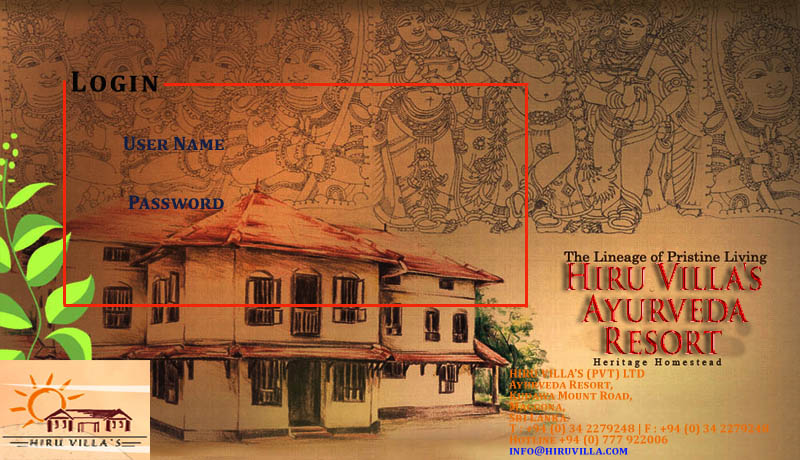 LOGIN
USER NAME
PASSWORD
The Lineage of Pristine Living
HIRU VILLA'S
AYURVEDA
RESORT
Heritage Homestead
HIRU VILLA'S
HIRU VILLA'S (PVT) LTD
AYURVEDA RESORT,
MOUNT ROAD,
MAGGONA,
SRI LANKA.
T : +94 (0) 34 2279248 | F : +94 (0) 34 2279248
HOTLINE +94 (0) 777 922006
INFO@HIRUVILLA.COM